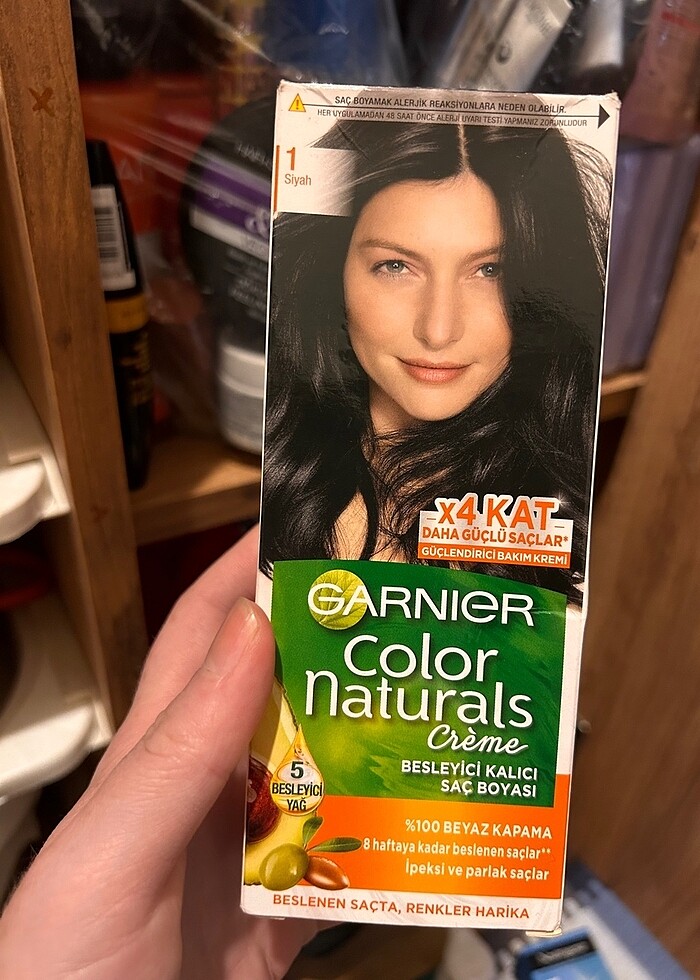 SAÇ BOYAMAK ALERJİK REAKSİYONLARA NEDEN OLABİLİR.
HER UYGULAMADAN 48 SAAT ÖNCE ALERJİ UYARI TESTİ YAPMANIZ ZORUNLUDUR
1
Siyah
x4 KAT
DAHA GÜÇLÜ SAÇLAR*
GÜÇLENDİRİCİ BAKIM KREMİ
GARNIER
Color
Naturals
Crème
BESLEYİCİ KALICI
SAÇ BOYASI
5
BESLEYİCİ
YAĞ
%100 BEYAZ KAPAMA
8 haftaya kadar beslenen saçlar**
İpeksi ve parlak saçlar
BESLENEN SAÇTA, RENKLER HARİKA